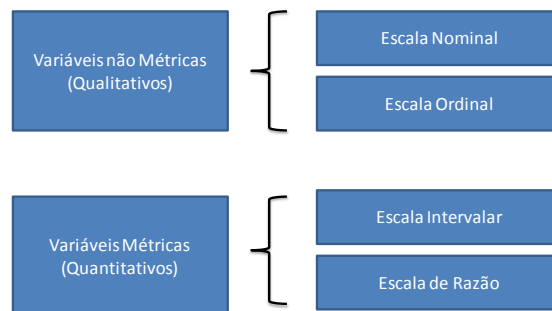 Variáveis não Métricas
(Qualitativos)
Escala Nominal
Escala Ordinal
Variáveis Métricas
(Quantitativos)
Escala Intervalar
Escala de Razão